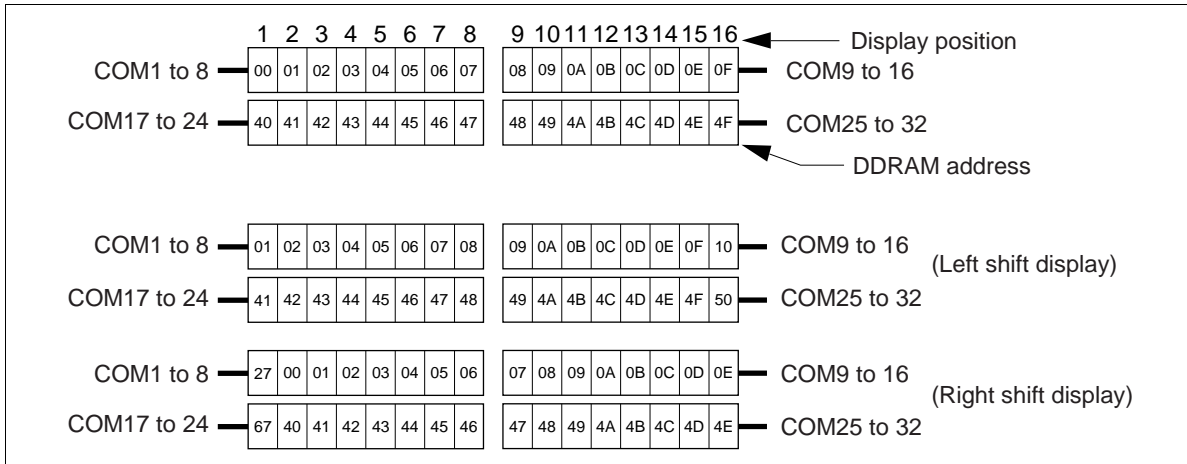 1 2 3 4 5 6 7 8 9 10 11 12 13 14 15 16 Display position
COM1 to 8 00 01 02 03 04 05 06 07 08 09 0A 0B 0C 0D 0E 0F COM9 to 16
COM17 to 24 40 41 42 43 44 45 46 47 48 49 4A 4B 4C 4D 4E 4F COM25 to 32
DDRAM address
COM1 to 8 01 02 03 04 05 06 07 08 09 0A 0B 0C 0D 0E 0F 10 COM9 to 16
(Left shift display)
COM17 to 24 41 42 43 44 45 46 47 48 49 4A 4B 4C 4D 4E 4F 50 COM25 to 32
COM1 to 8 27 00 01 02 03 04 05 06 07 08 09 0A 0B 0C 0D 0E COM9 to 16
(Right shift display)
COM17 to 24 67 40 41 42 43 44 45 46 47 48 49 4A 4B 4C 4D 4E COM25 to 32